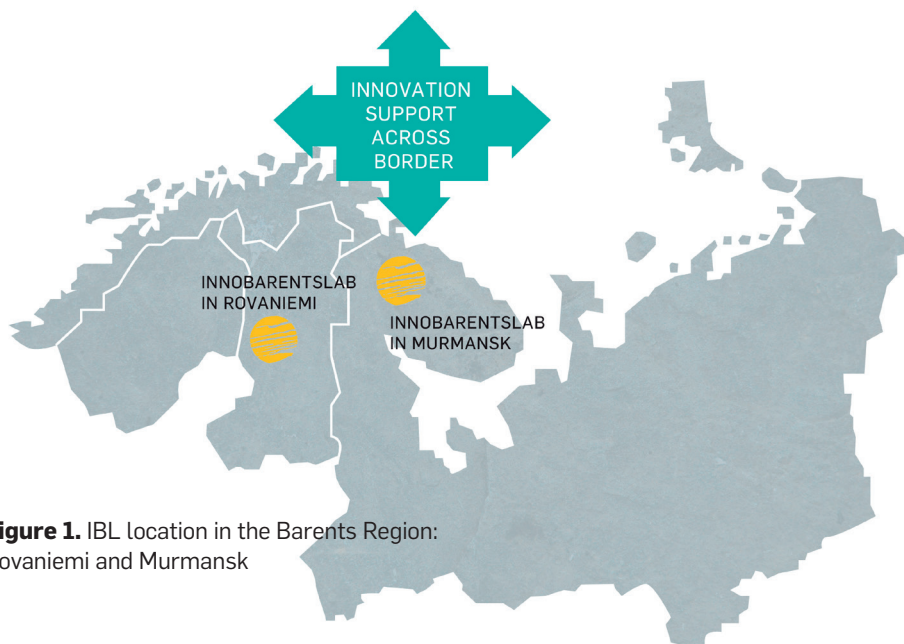 INNOVATION
SUPPORT
ACROSS
BORDER
INNOBARENTSLAB
IN ROVANIEMI
INNOBARENTSLAB
IN MURMANSK
igure 1. IBL location in the Barents Region:
ovaniemi and Murmansk